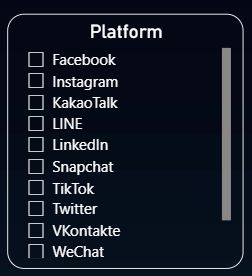 Platform
Facebook
Instagram
KakaoTalk
LINE
LinkedIn
Snapchat
TikTok
Twitter
VKontakte
WeChat